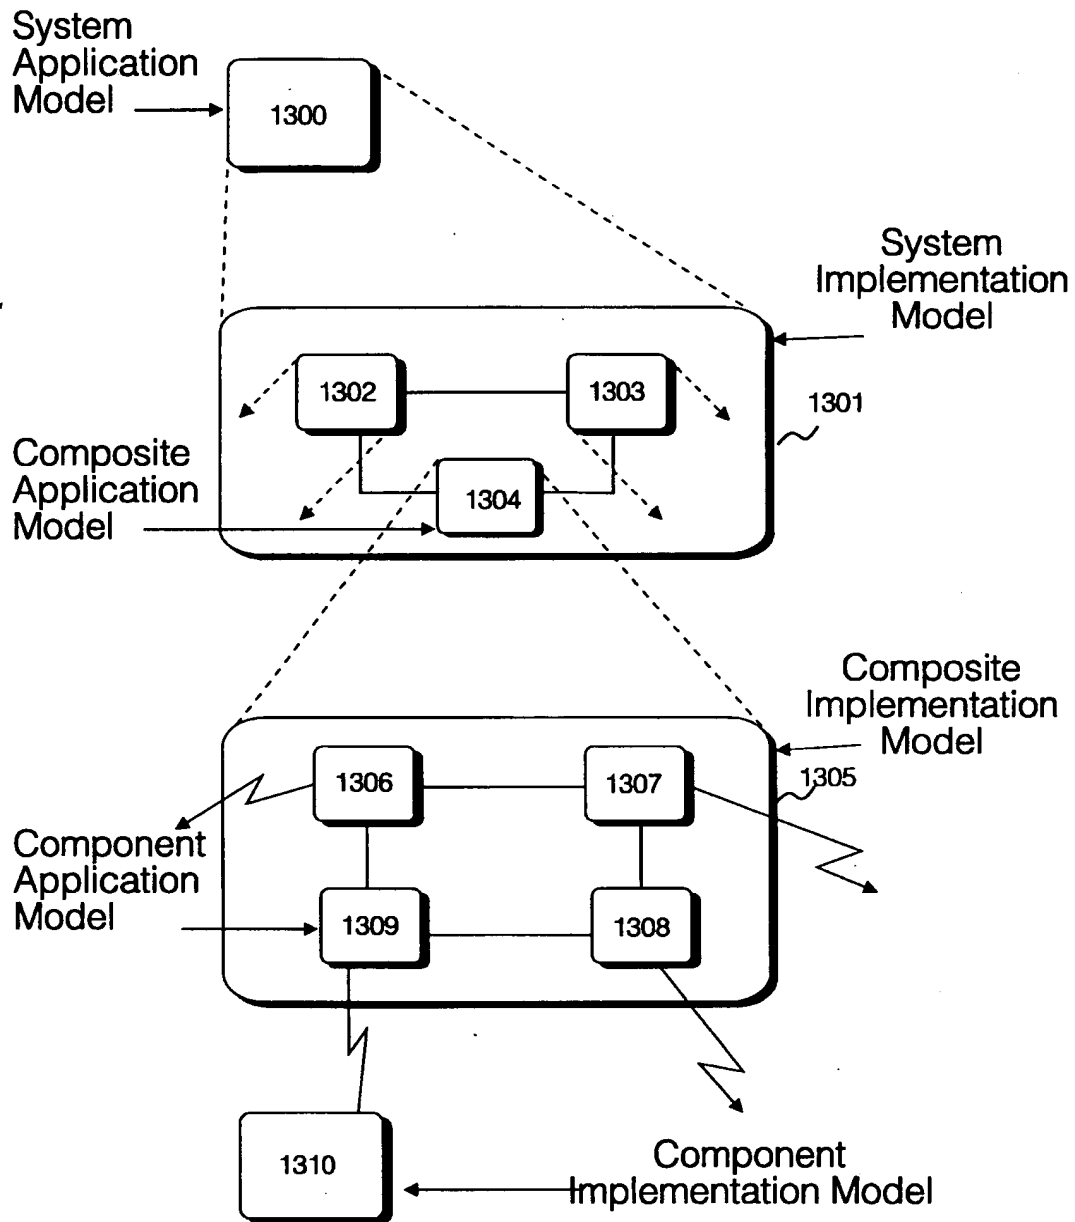 System
Application
Model
1300
System
Implementation
Model
1302
1303
1301
Composite
Application
Model
1304
Composite
Implementation
Model
1305
1306
1307
Component
Application
Model
1309
1308
1310
Component
Implementation Model